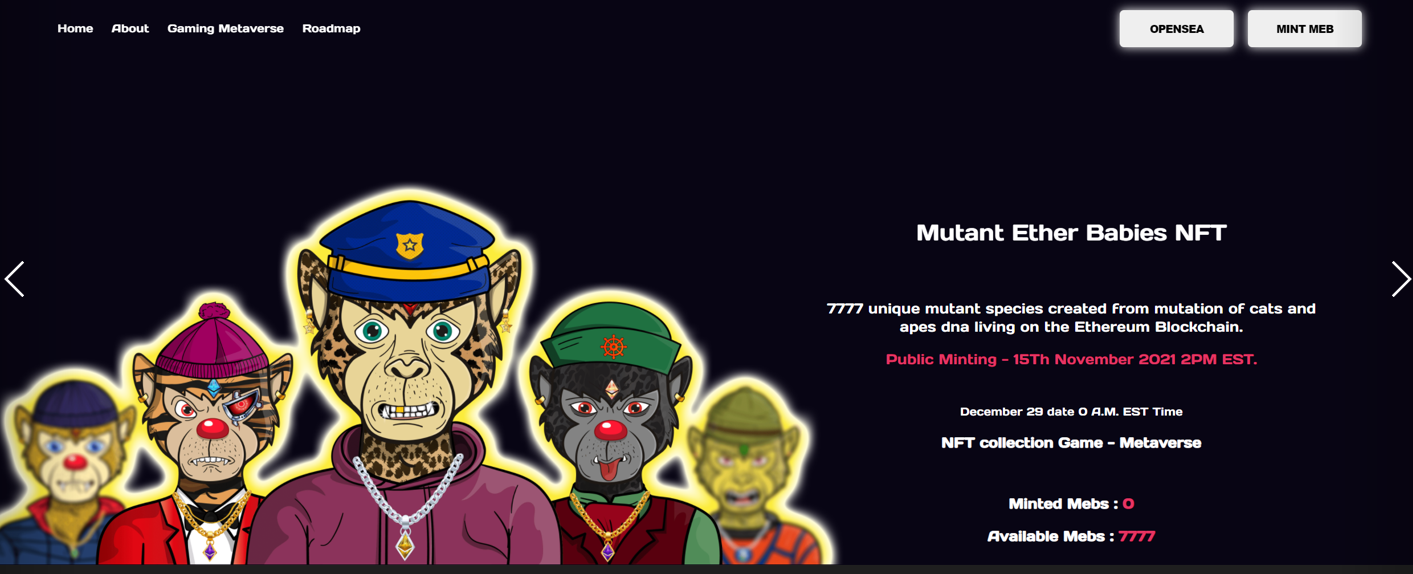 Home About Gaming Metaverse Roadmap OPENSEA MINT MEB
Mutant Ether Babies NFT
7777 unique mutant species created from mutation of cats and
apes dna living on the Ethereum Blockchain.
Public Minting - 15Th November 2021 2PM EST.
December 29 date 0 A.M. EST Time
NFT collection Game - Metaverse
Minted Mebs : 0
Available Mebs : 7777